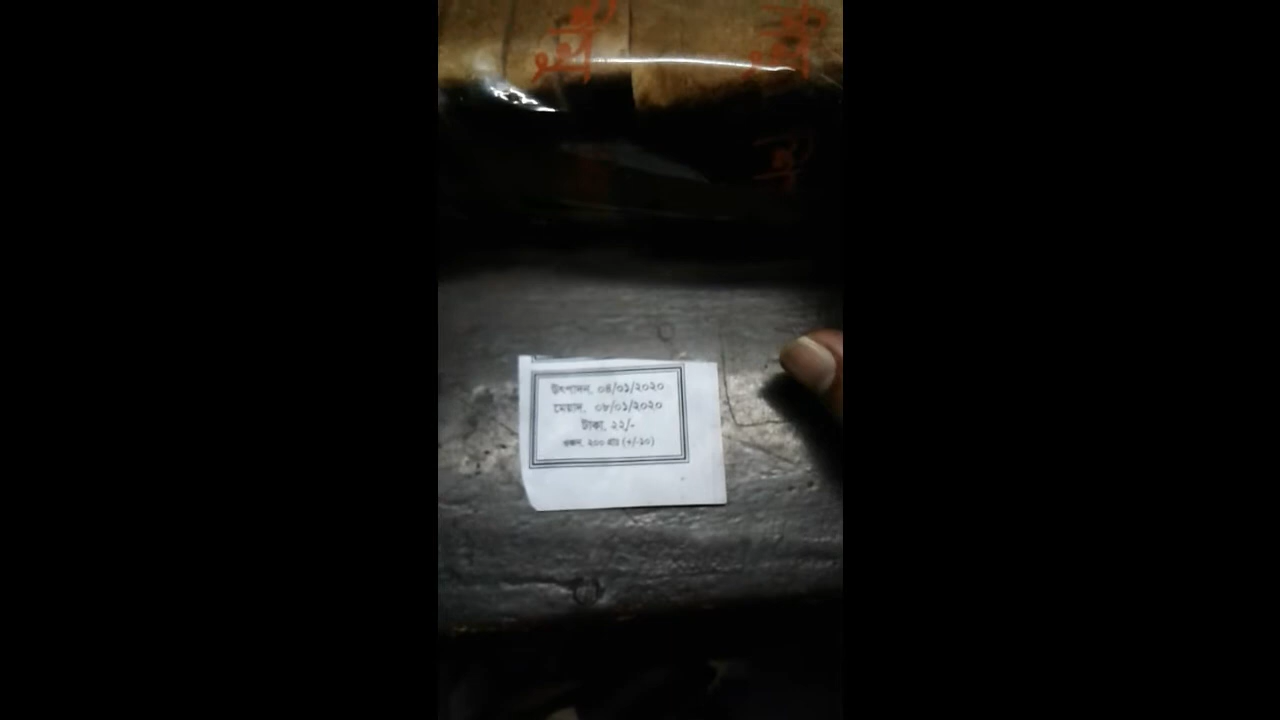 উৎপাদন. ০৪/০১/২০২০
মেয়াদ. ০৮/০১/২০২০
টাকা. ২২/-
ওজন. ২০০ গ্রাঃ (+/-১০)